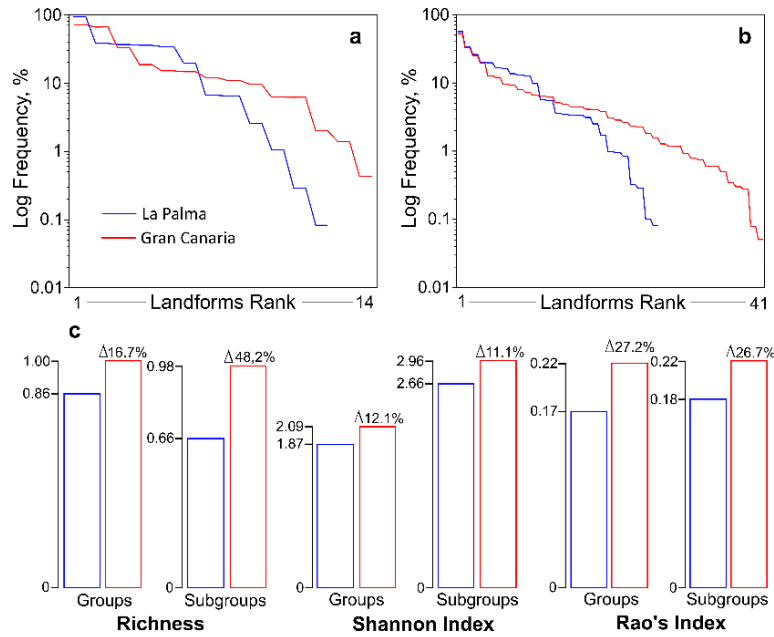 a
100
10
1
0.1
0.01
Log Frequency, %
La Palma
Gran Canaria
1 Landforms Rank 14
b
100
10
1
0.1
0.01
Log Frequency, %
1 Landforms Rank 41
c
1.00
0.86
0
Δ16.7%
Groups
0.98
0.66
0
Δ48,2%
Subgroups
Richness
2.09
1.87
0
Δ12.1%
Groups
2.96
2.66
0
Δ11.1%
Subgroups
Shannon Index
0.22
0.17
0
Δ27.2%
Groups
0.22
0.18
0
Δ26.7%
Subgroups
Rao's Index